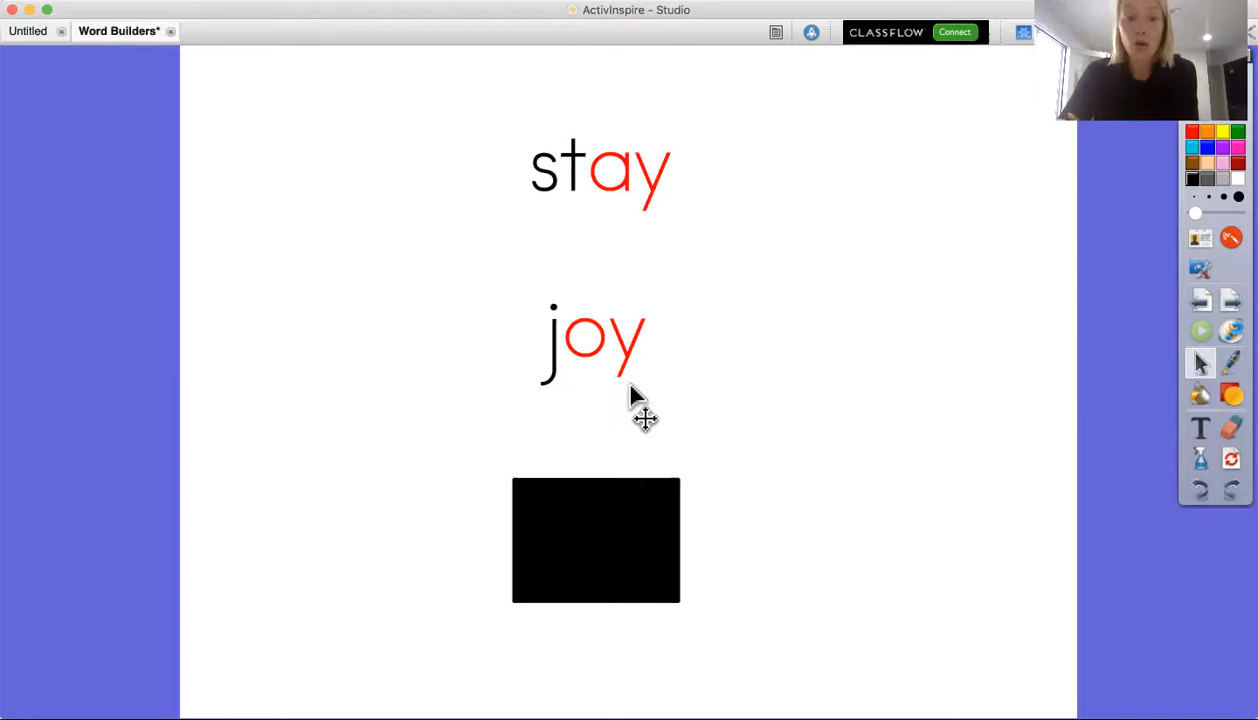 ActivInspire - Studio
Untitled
Word Builders*
CLASSFLOW
Connect
stay
joy
T